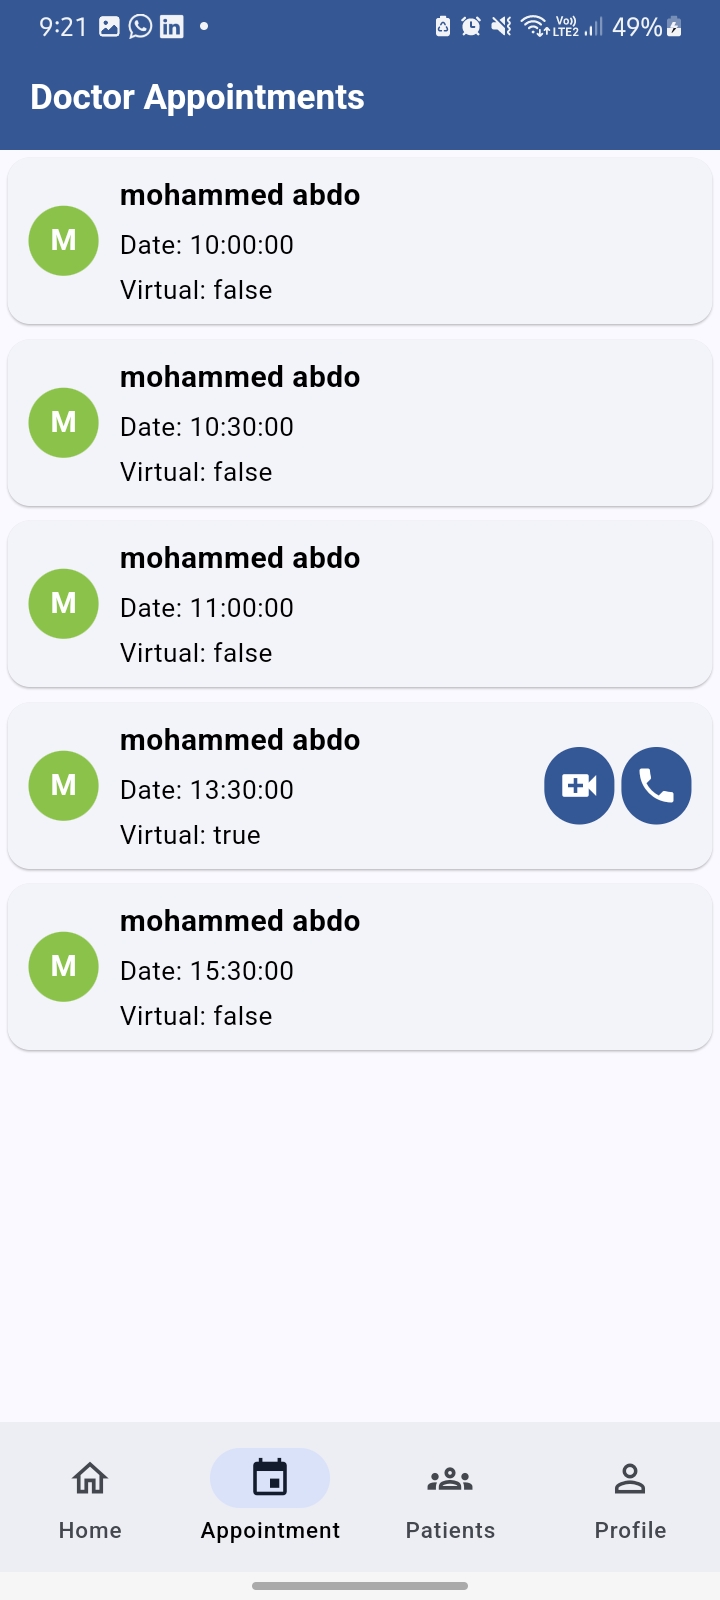 9:21
Vo))
LTE2
49%
Doctor Appointments
M
mohammed abdo
Date: 10:00:00
Virtual: false
M
mohammed abdo
Date: 10:30:00
Virtual: false
M
mohammed abdo
Date: 11:00:00
Virtual: false
M
mohammed abdo
Date: 13:30:00
Virtual: true
M
mohammed abdo
Date: 15:30:00
Virtual: false
Home
Appointment
Patients
Profile